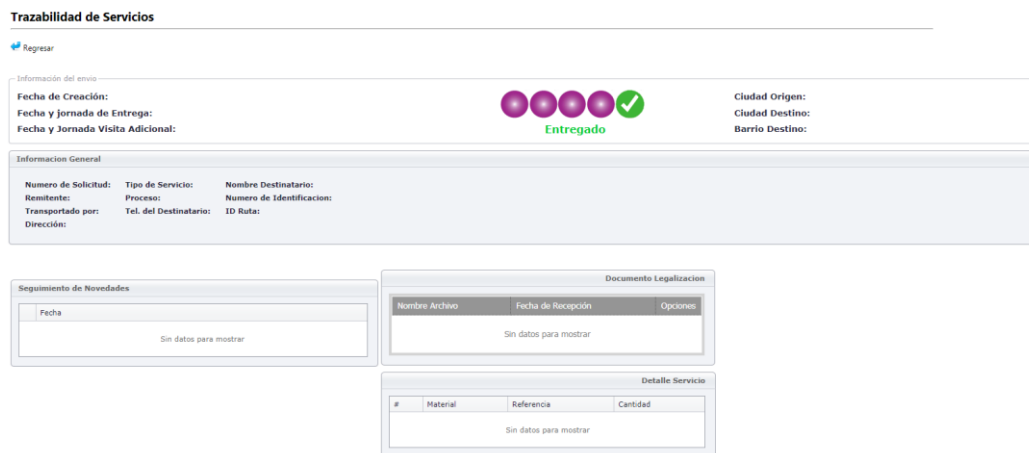 Trazabilidad de Servicios
Regresar
Información del envio
Fecha de Creación:
Fecha y jornada de Entrega:
Fecha y Jornada Visita Adicional:
Entregado
Ciudad Origen:
Ciudad Destino:
Barrio Destino:
Informacion General
Numero de Solicitud: Tipo de Servicio: Nombre Destinatario:
Remitente: Proceso: Numero de Identificacion:
Transportado por: Tel. del Destinatario: ID Ruta:
Dirección:
Seguimiento de Novedades
Fecha
Sin datos para mostrar
Documento Legalizacion
Nombre Archivo Fecha de Recepción Opciones
Sin datos para mostrar
Detalle Servicio
# Material Referencia Cantidad
Sin datos para mostrar